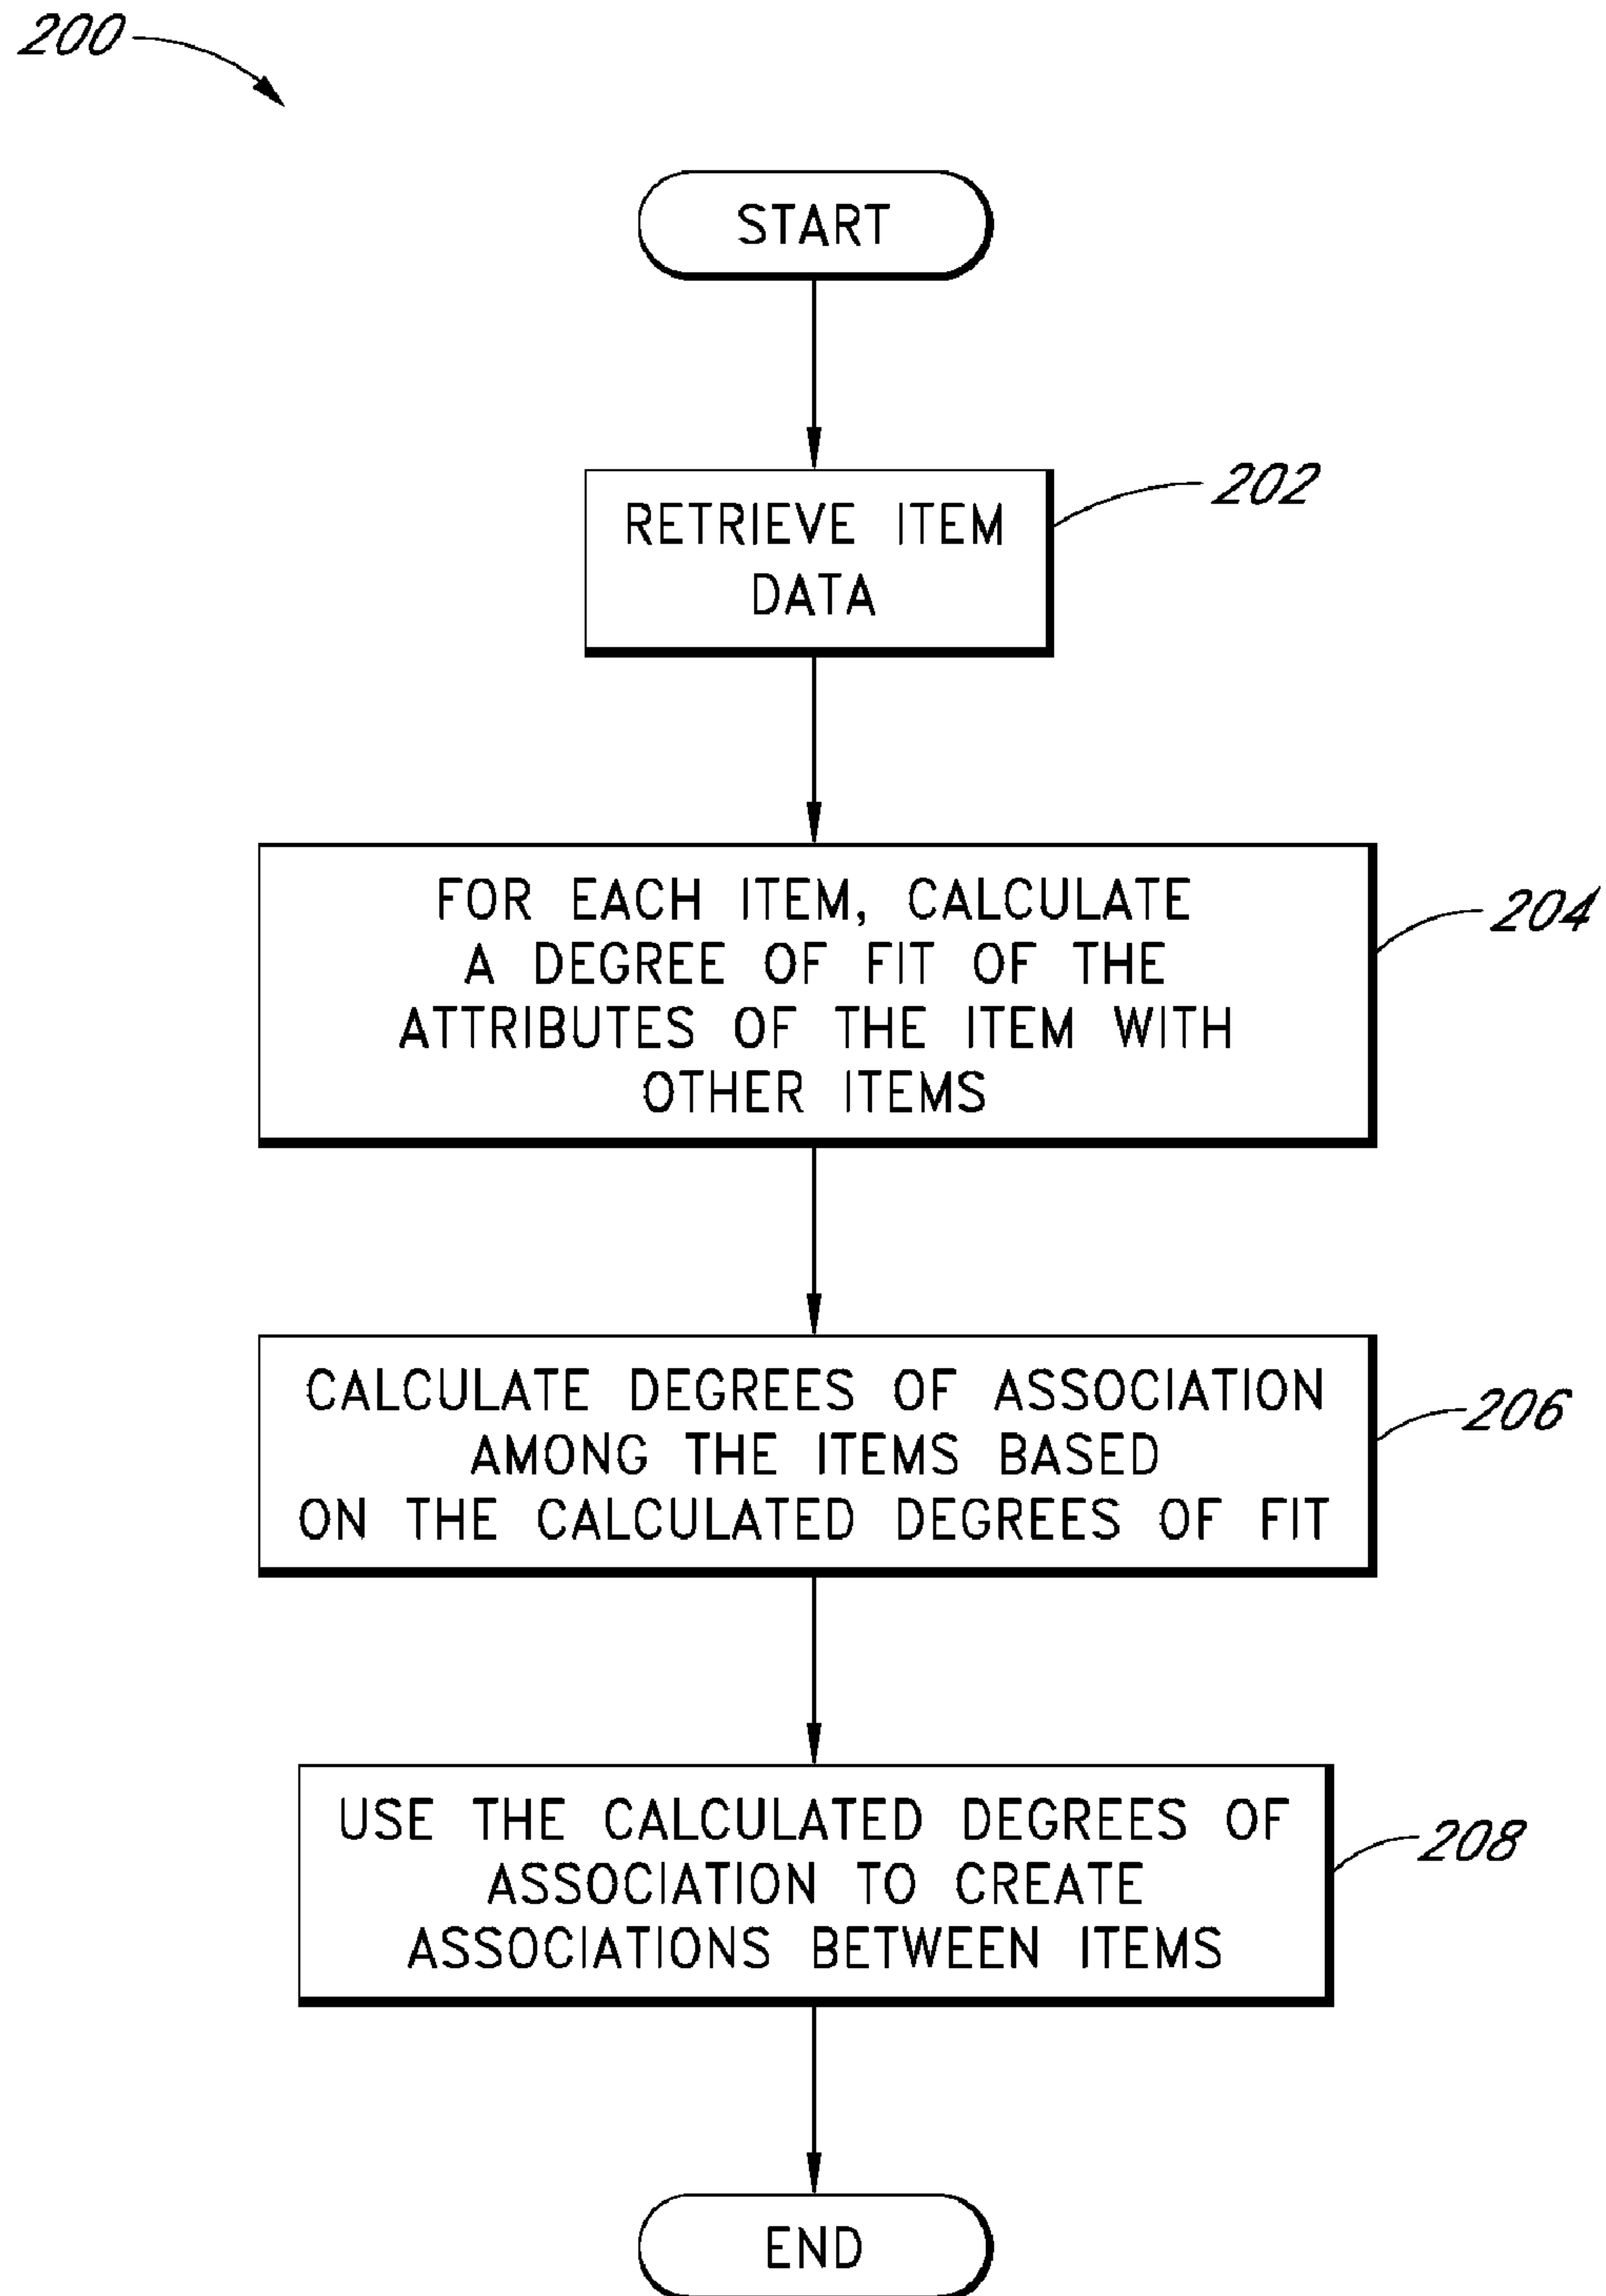 200
START
RETRIEVE ITEM
DATA
202
FOR EACH ITEM, CALCULATE
A DEGREE OF FIT OF THE
ATTRIBUTES OF THE ITEM WITH
OTHER ITEMS
204
CALCULATE DEGREES OF ASSOCIATION
AMONG THE ITEMS BASED
ON THE CALCULATED DEGREES OF FIT
206
USE THE CALCULATED DEGREES OF
ASSOCIATION TO CREATE
ASSOCIATIONS BETWEEN ITEMS
208
END